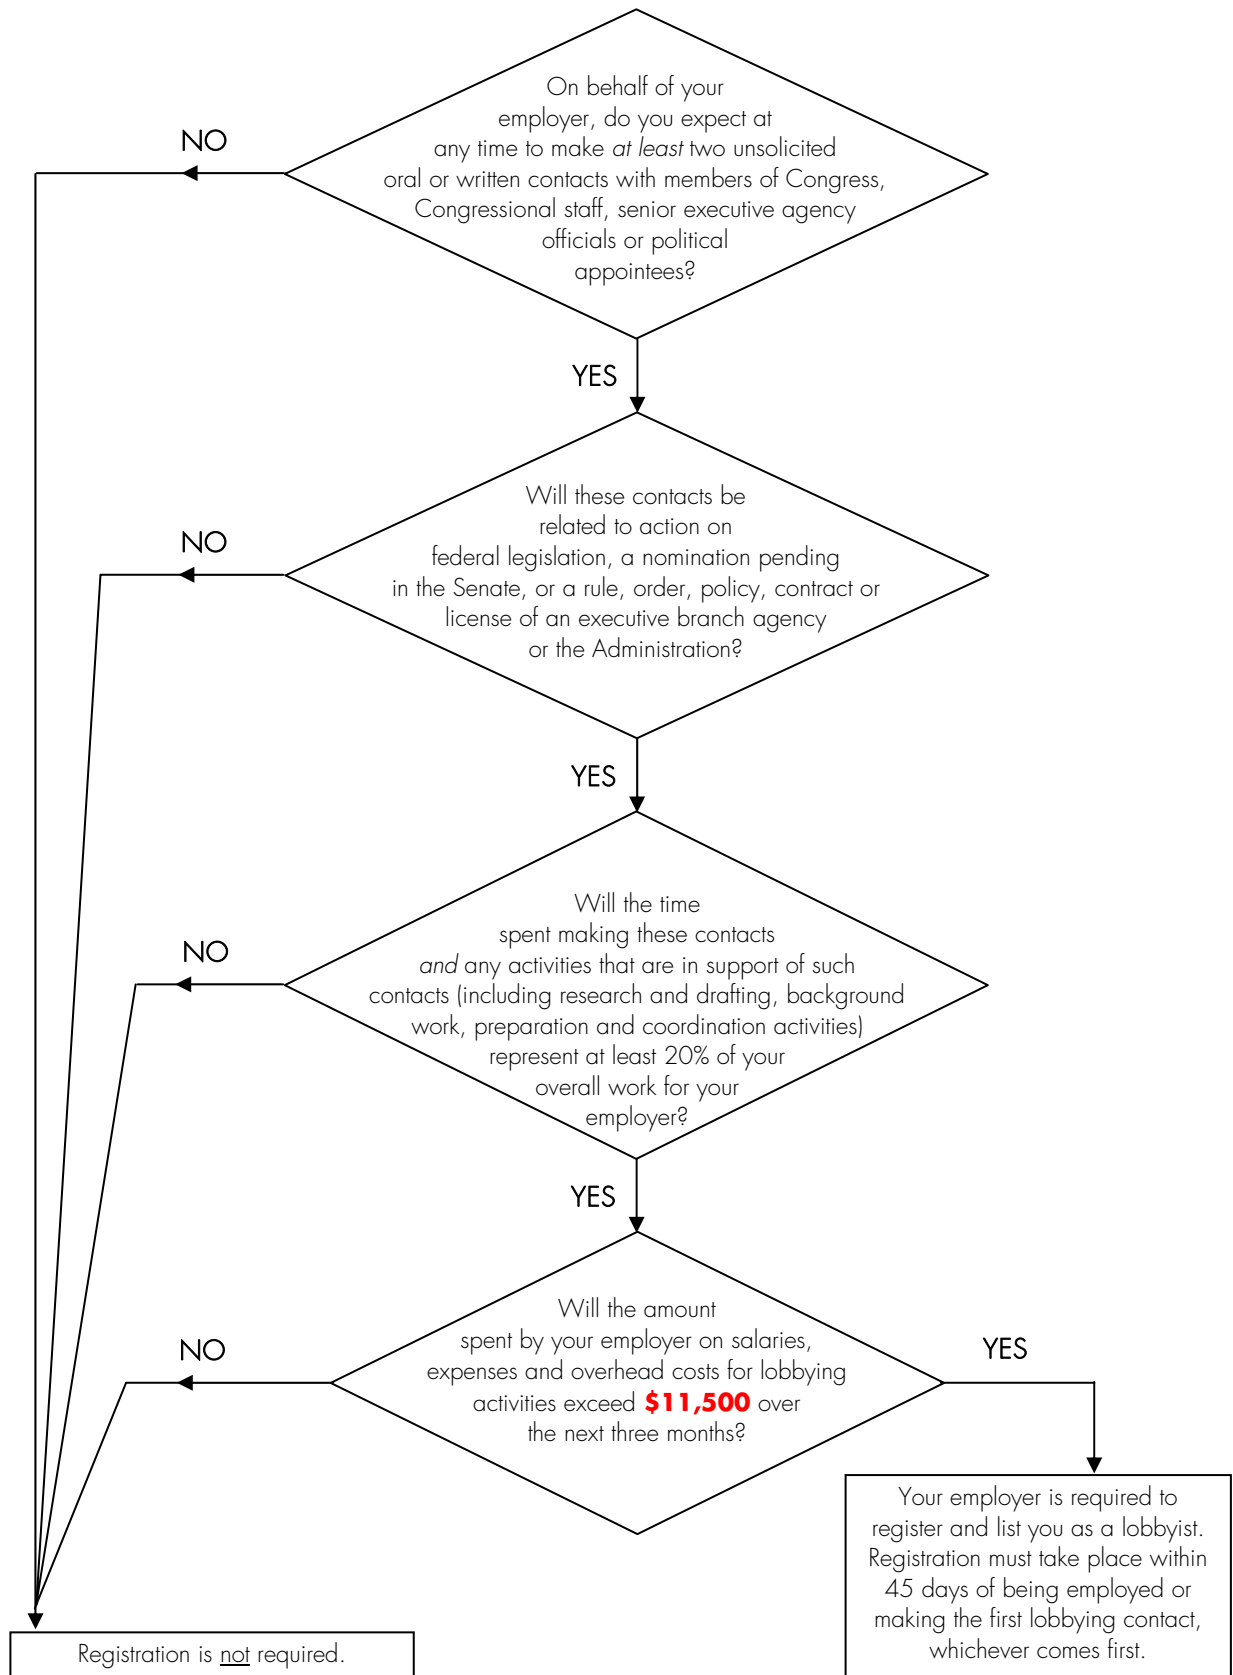 On behalf of your
employer, do you expect at
any time to make at least two unsolicited
oral or written contacts with members of Congress,
Congressional staff, senior executive agency
officials or political
appointees?
NO
YES
Will these contacts be
related to action on
federal legislation, a nomination pending
in the Senate, or a rule, order, policy, contract or
license of an executive branch agency
or the Administration?
NO
YES
Will the time
spent making these contacts
and any activities that are in support of such
contacts (including research and drafting, background
work, preparation and coordination activities)
represent at least 20% of your
overall work for your
employer?
NO
YES
Will the amount
spent by your employer on salaries,
expenses and overhead costs for lobbying
activities exceed $11,500 over
the next three months?
NO
YES
Your employer is required to
register and list you as a lobbyist.
Registration must take place within
45 days of being employed or
making the first lobbying contact,
whichever comes first.
Registration is not required.